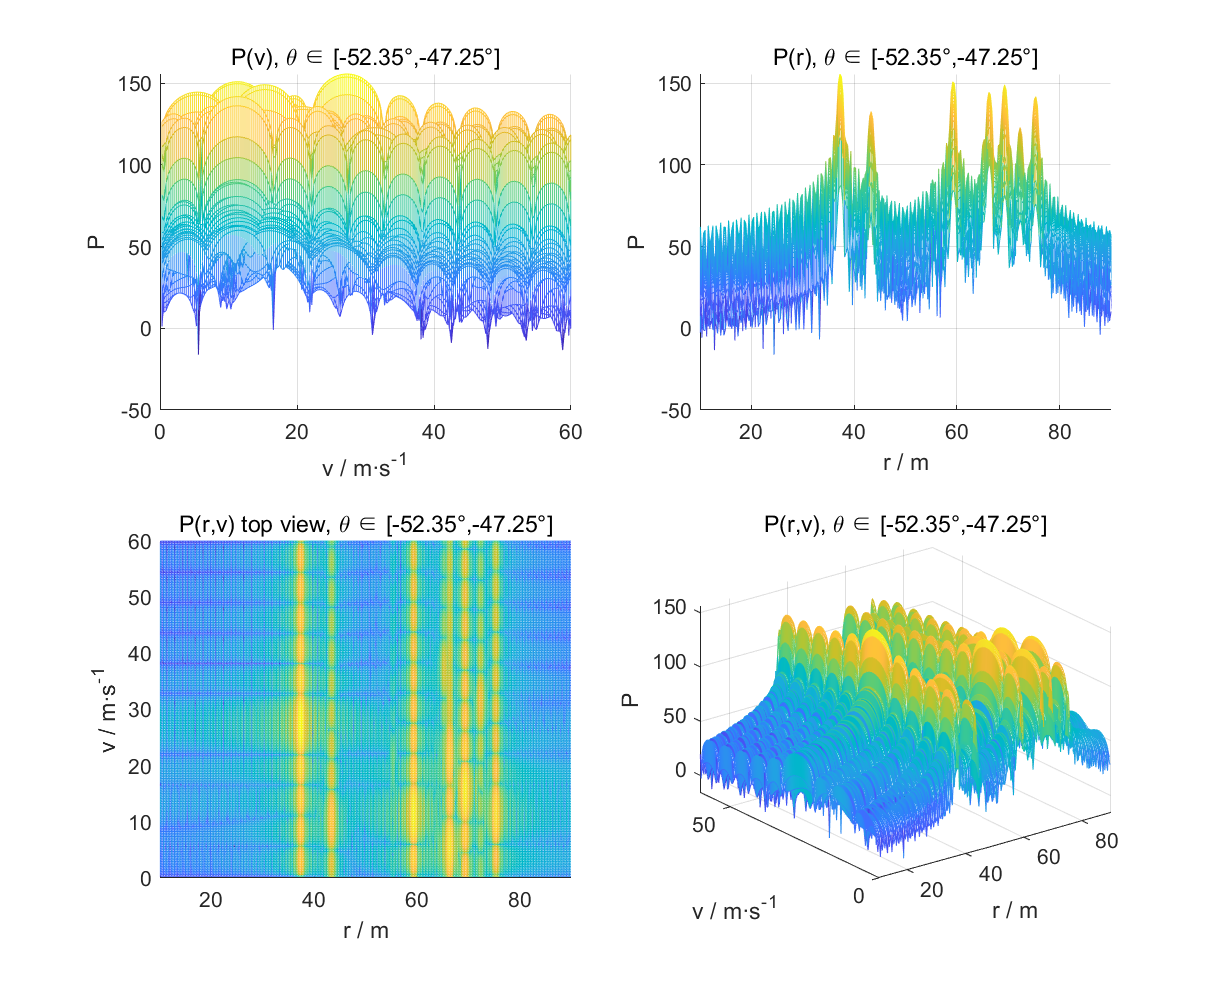 P(v), θ ∈ [-52.35°,-47.25°]
150
100
50
0
-50
P
0 20 40 60
v / m·s⁻¹
P(r), θ ∈ [-52.35°,-47.25°]
150
100
50
0
-50
P
20 40 60 80
r / m
P(r,v) top view, θ ∈ [-52.35°,-47.25°]
60
50
40
30
20
10
0
v / m·s⁻¹
20 40 60 80
r / m
P(r,v), θ ∈ [-52.35°,-47.25°]
150
100
50
0
P
50
0
v / m·s⁻¹
20 40 60 80
r / m